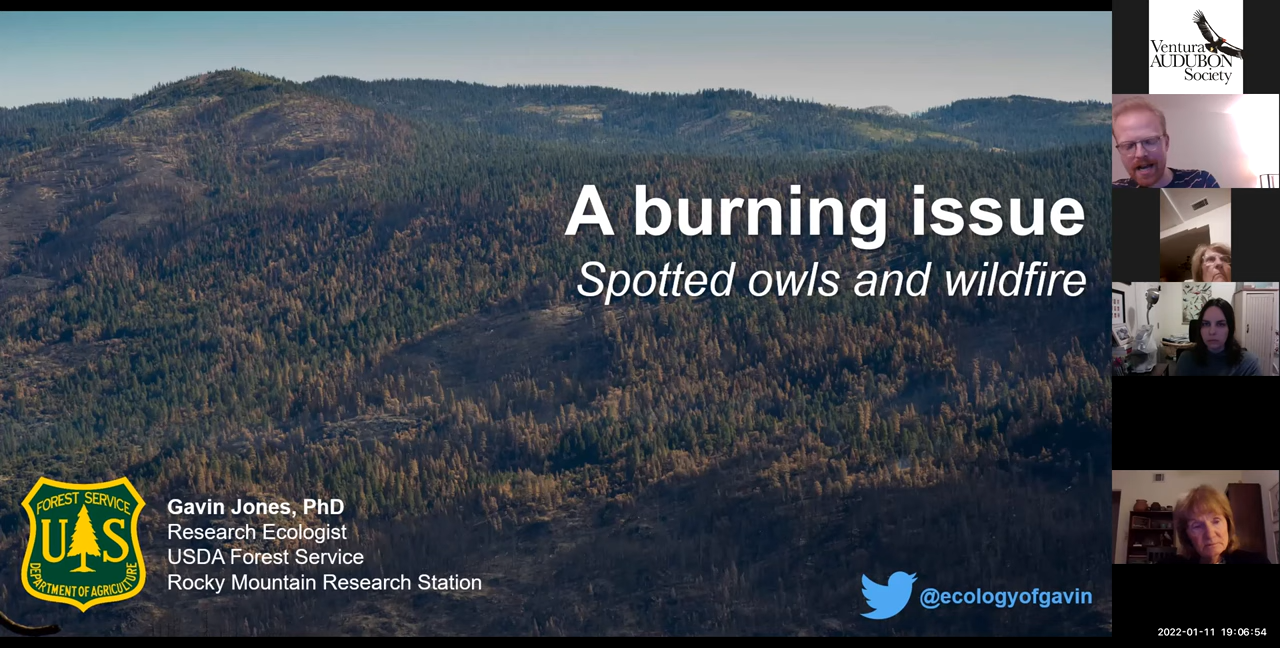 A burning issue
Spotted owls and wildfire
FOREST SERVICE
U S
DEPARTMENT OF AGRICULTURE
Gavin Jones, PhD
Research Ecologist
USDA Forest Service
Rocky Mountain Research Station
@ecologyofgavin
Ventura
AUDUBON
Society
2022-01-11 19:06:54